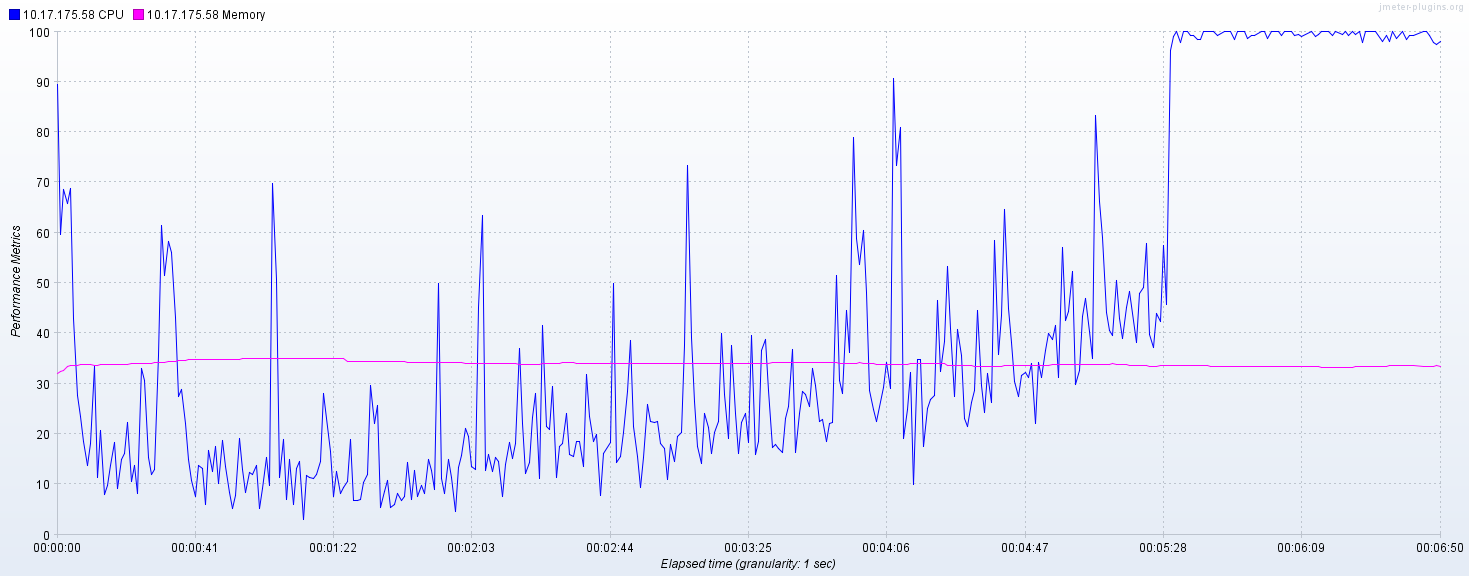 10.17.175.58 CPU 10.17.175.58 Memory
jmeter-plugins.org
100
90
80
70
60
50
40
30
20
10
0
Performance Metrics
00:00:00 00:00:41 00:01:22 00:02:03 00:02:44 00:03:25 00:04:06 00:04:47 00:05:28 00:06:09 00:06:50
Elapsed time (granularity: 1 sec)